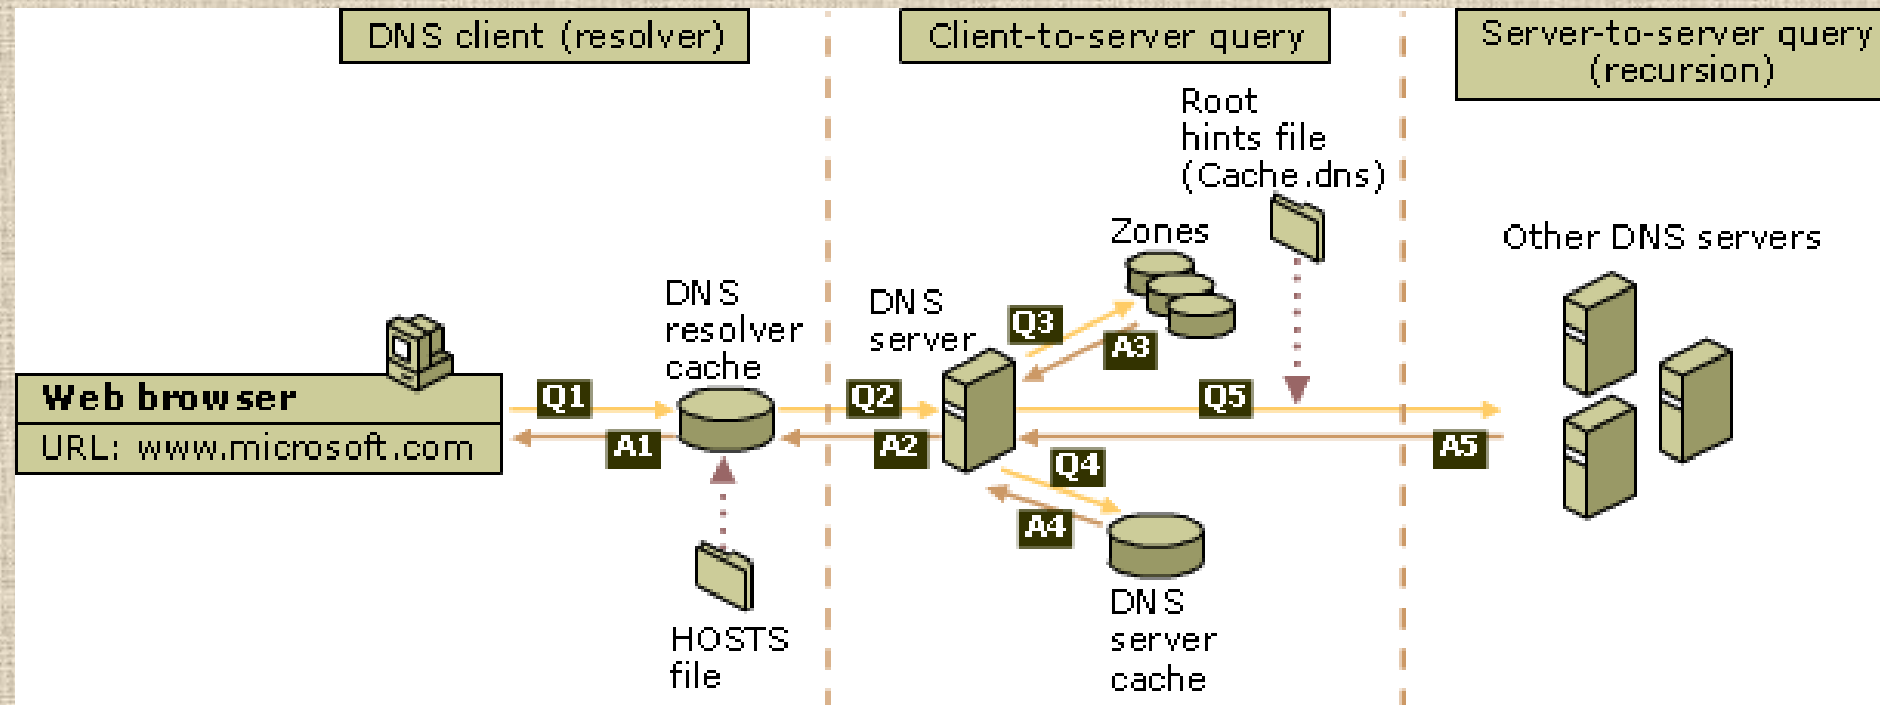 DNS client (resolver)
Client-to-server query
Server-to-server query
(recursion)
Root
hints file
(Cache.dns)
Zones
Other DNS servers
DNS
resolver
cache
DNS
server
Q3
A3
Web browser
URL: www.microsoft.com
Q1
A1
Q2
A2
Q5
A5
Q4
A4
HOSTS
file
DNS
server
cache